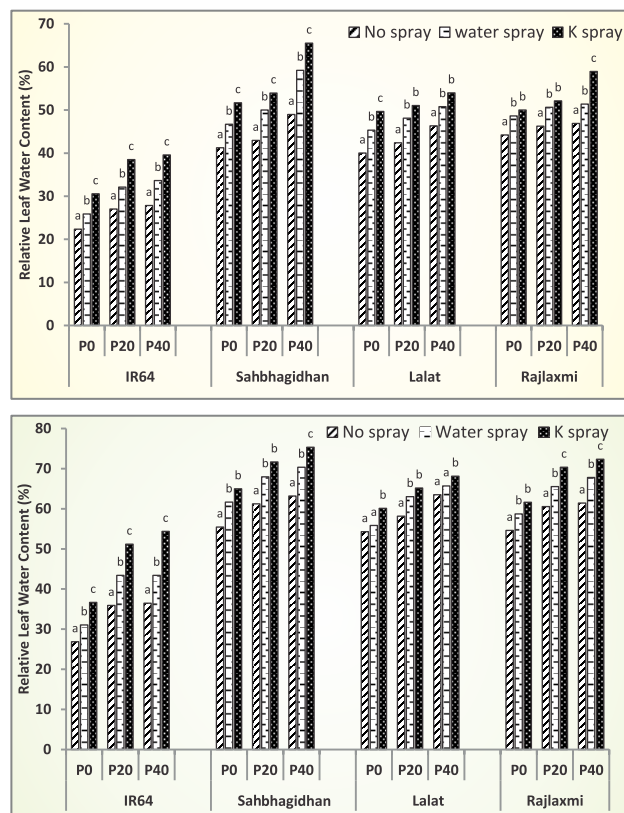 Relative Leaf Water Content (%)
70
60
50
40
30
20
10
0
No spray water spray K spray
a b c a b c a b c a b c a b c a b c a b c a b b a b b a b b a b b a b c
P0 P20 P40 P0 P20 P40 P0 P20 P40 P0 P20 P40
IR64 Sahbhagidhan Lalat Rajlaxmi
Relative Leaf Water Content (%)
80
70
60
50
40
30
20
10
0
No spray Water spray K spray
a b c a b c a b c a b b a b b a b c a a b a b b a a b a b b a b c a b c
P0 P20 P40 P0 P20 P40 P0 P20 P40 P0 P20 P40
IR64 Sahbhagidhan Lalat Rajlaxmi